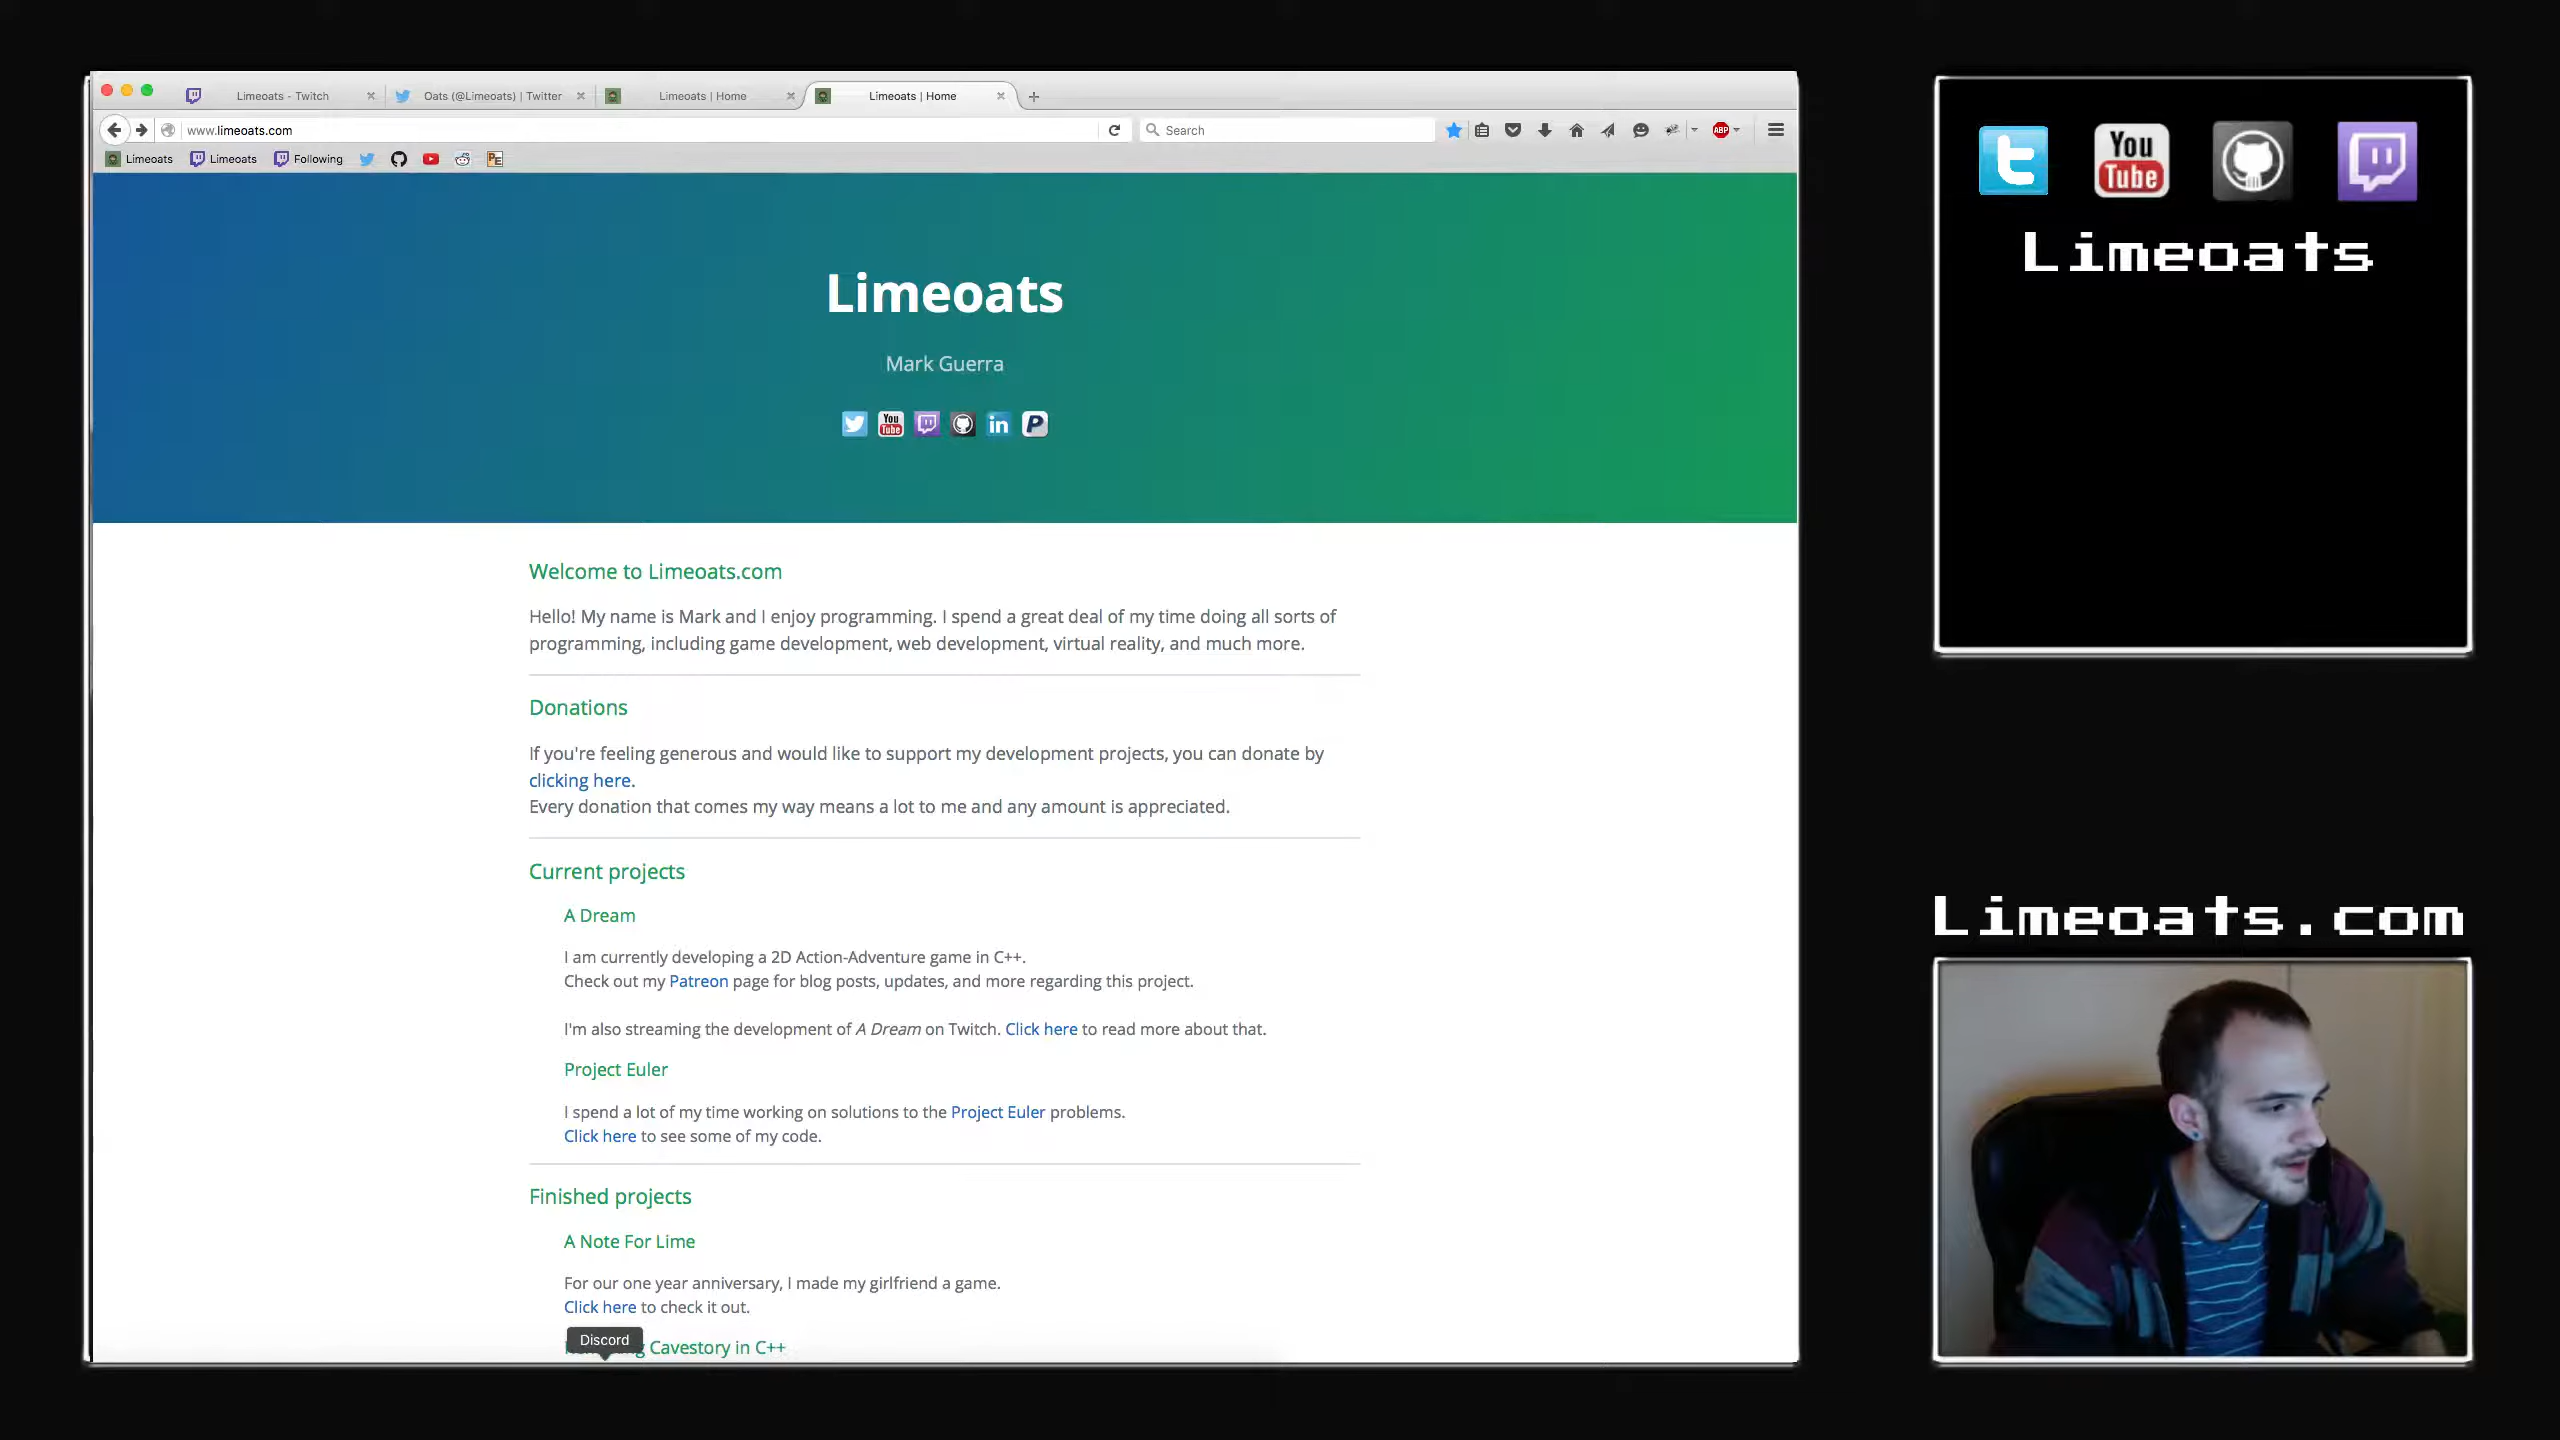 Limeoats - Twitch
Oats (@Limeoats) | Twitter
Limeoats | Home
Limeoats | Home
www.limeoats.com
Search
ABP
Limeoats
Limeoats
Following
PE
Limeoats
Mark Guerra
You Tube
in
Welcome to Limeoats.com
Hello! My name is Mark and I enjoy programming. I spend a great deal of my time doing all sorts of
programming, including game development, web development, virtual reality, and much more.
Donations
If you're feeling generous and would like to support my development projects, you can donate by
clicking here.
Every donation that comes my way means a lot to me and any amount is appreciated.
Current projects
A Dream
I am currently developing a 2D Action-Adventure game in C++.
Check out my Patreon page for blog posts, updates, and more regarding this project.
I'm also streaming the development of A Dream on Twitch. Click here to read more about that.
Project Euler
I spend a lot of my time working on solutions to the Project Euler problems.
Click here to see some of my code.
Finished projects
A Note For Lime
For our one year anniversary, I made my girlfriend a game.
Click here to check it out.
Discord
Cavestory in C++
You
Tube
Limeoats
Limeoats.com